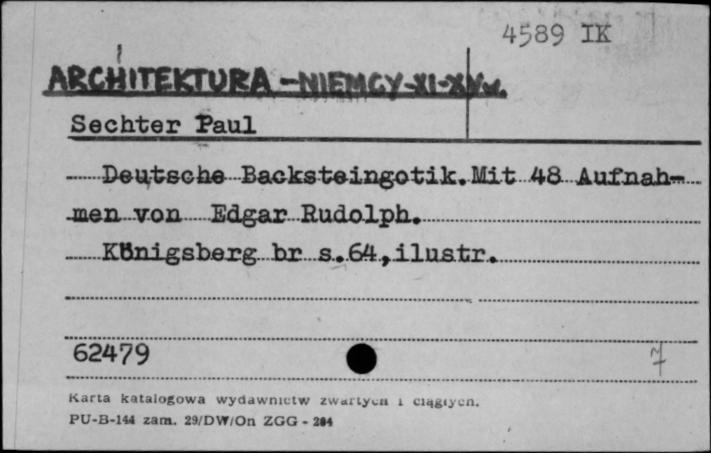 4589 IK
ARCHITEKTURA-NIEMCY-XI-XVw.
Sechter Paul
Deutsche Backsteingotik. Mit 48 Aufnah-
men von Edgar Rudolph.
Königsberg br s. 64, ilustr.
62479
Karta katalogowa wydawnictw zwartych i ciągłych.
PU-B-144 zam. 29/DW/On ZGG - 284